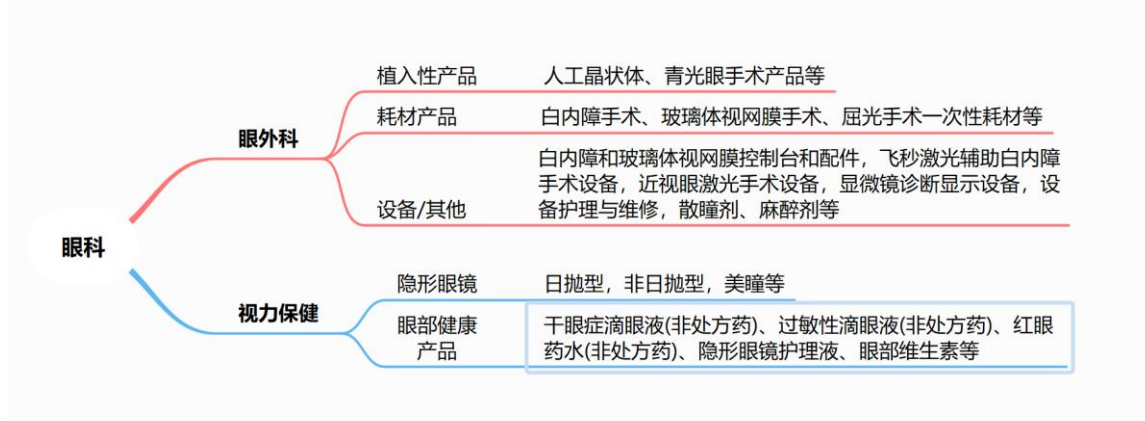 眼科
眼外科
植入性产品
人工晶状体、青光眼手术产品等
耗材产品
白内障手术、玻璃体视网膜手术、屈光手术一次性耗材等
设备/其他
白内障和玻璃体视网膜控制台和配件，飞秒激光辅助白内障
手术设备，近视眼激光手术设备，显微镜诊断显示设备，设
备护理与维修，散瞳剂、麻醉剂等
视力保健
隐形眼镜
日抛型，非日抛型，美瞳等
眼部健康
产品
干眼症滴眼液(非处方药)、过敏性滴眼液(非处方药)、红眼
药水(非处方药)、隐形眼镜护理液、眼部维生素等